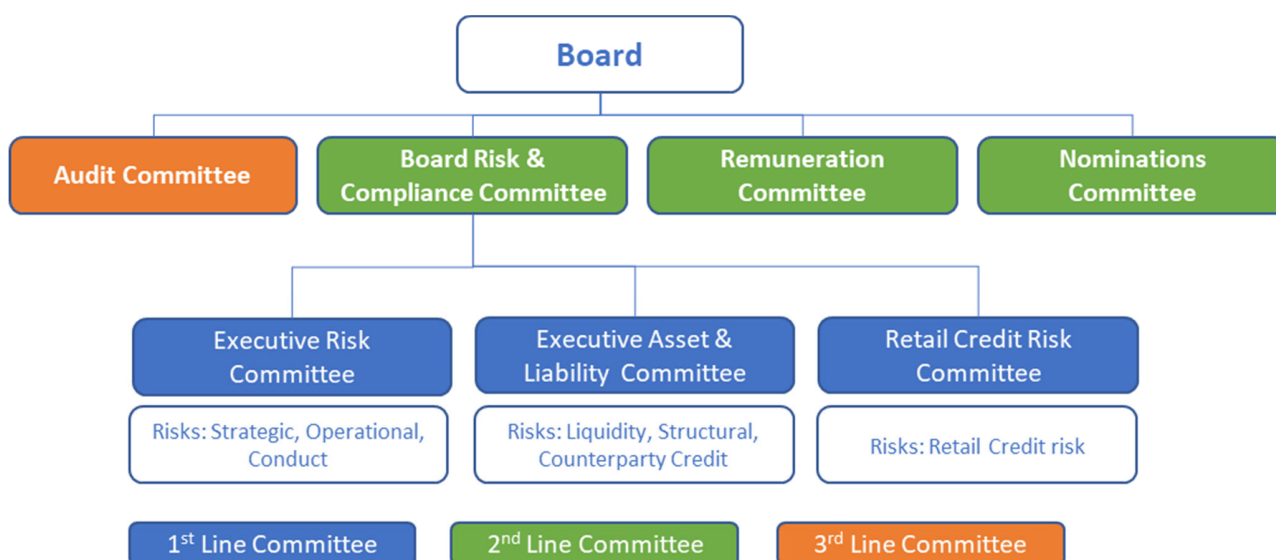 Board
Audit Committee
Board Risk &
Compliance Committee
Remuneration
Committee
Nominations
Committee
Executive Risk
Committee
Executive Asset &
Liability Committee
Retail Credit Risk
Committee
Risks: Strategic, Operational,
Conduct
Risks: Liquidity, Structural,
Counterparty Credit
Risks: Retail Credit risk
1st Line Committee
2nd Line Committee
3rd Line Committee